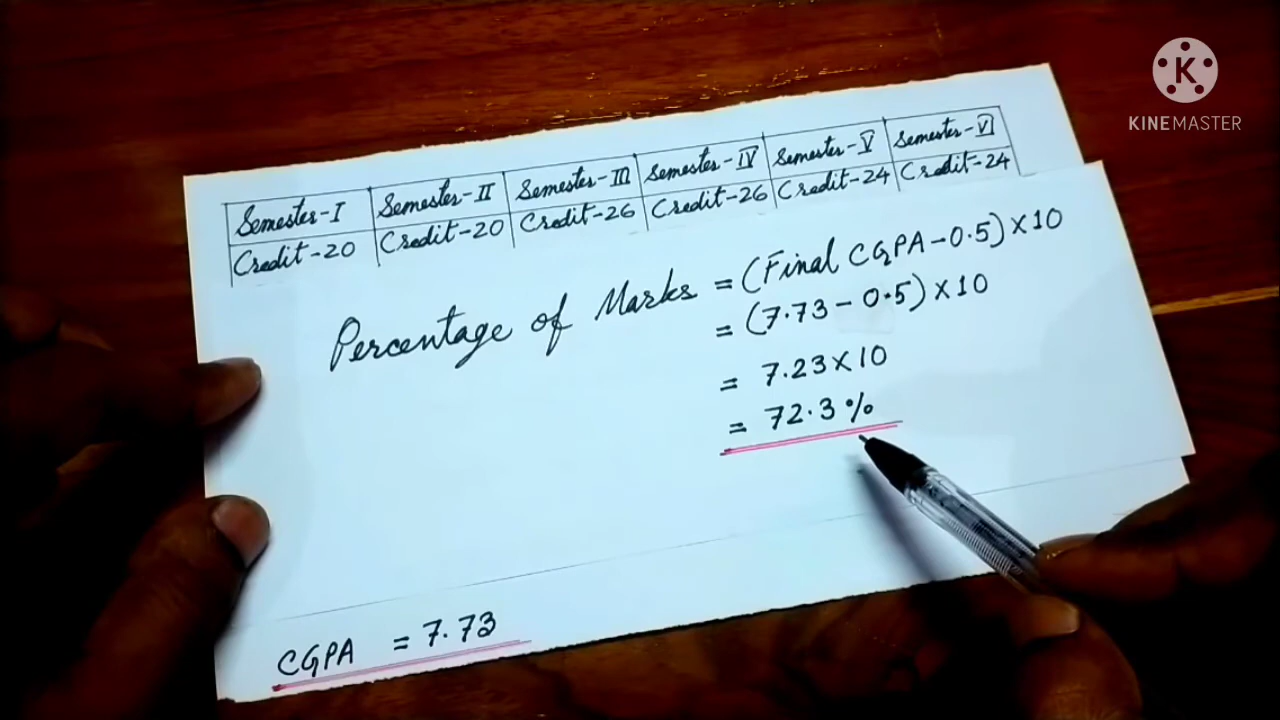 KINEMASTER
Semester-I Semester-II Semester-III Semester-IV Semester-V Semester-VI
Credit-20 Credit-20 Credit-26 Credit-26 Credit-24 Credit-24
Percentage of Marks = (Final CGPA-0.5)×10
= (7.73-0.5)×10
= 7.23×10
= 72.3%
CGPA = 7.73